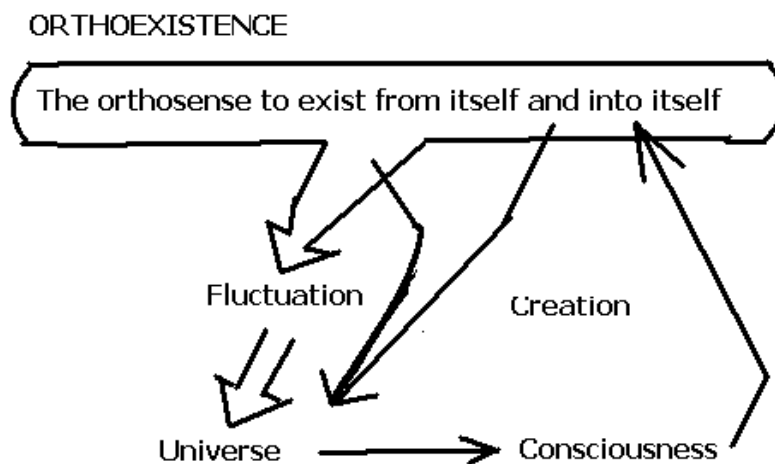 ORTHOEXISTENCE
The orthosense to exist from itself and into itself
Fluctuation
Creation
Universe
Consciousness